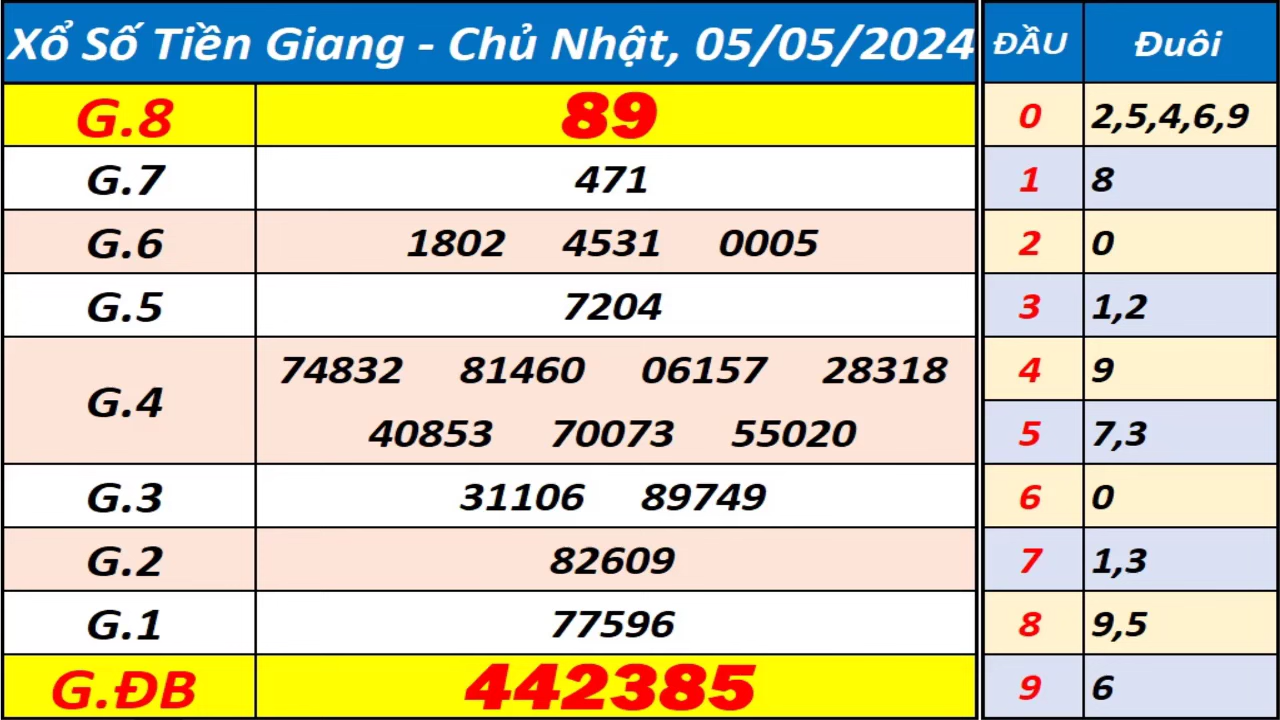 Xổ Số Tiền Giang - Chủ Nhật, 05/05/2024 ĐẦU Đuôi
G.8 89 0 2,5,4,6,9
G.7 471 1 8
G.6 1802 4531 0005 2 0
G.5 7204 3 1,2
G.4 74832 81460 06157 28318 4 9
40853 70073 55020 5 7,3
G.3 31106 89749 6 0
G.2 82609 7 1,3
G.1 77596 8 9,5
G.ĐB 442385 9 6